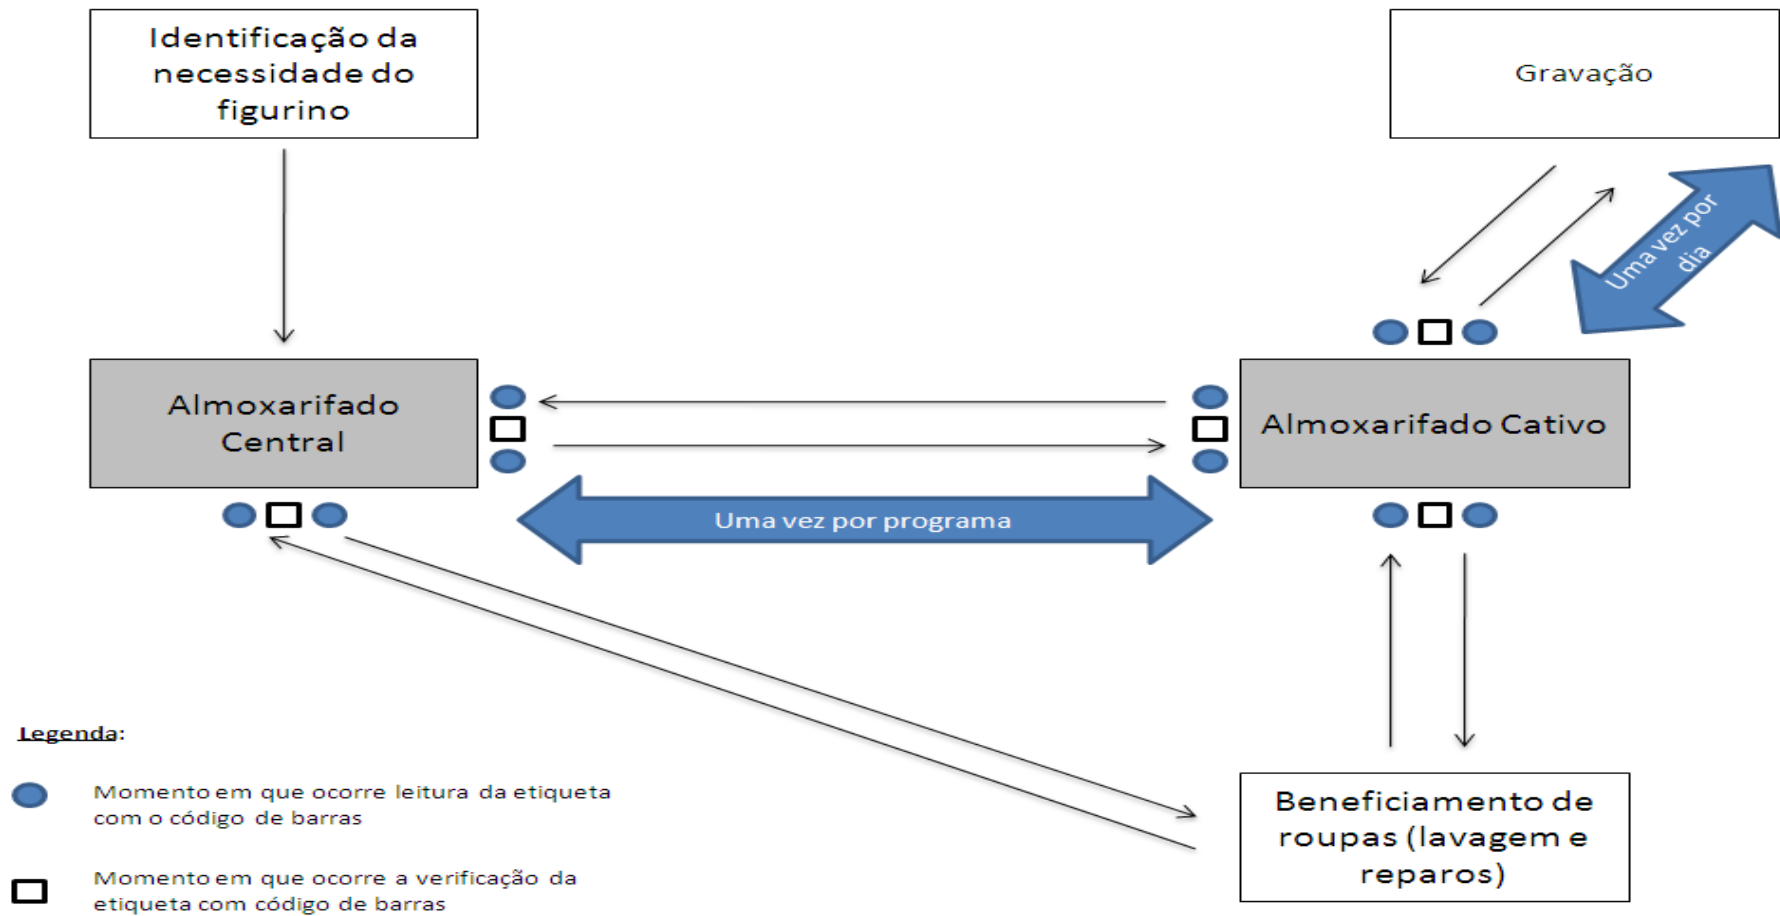 Identificação da
necessidade do
figurino
Gravação
Uma vez por
dia
Almoxarifado
Central
Almoxarifado Cativo
Uma vez por programa
Beneficiamento de
roupas (lavagem e
reparos)
Legenda:
Momento em que ocorre leitura da etiqueta
com o código de barras
Momento em que ocorre a verificação da
etiqueta com código de barras